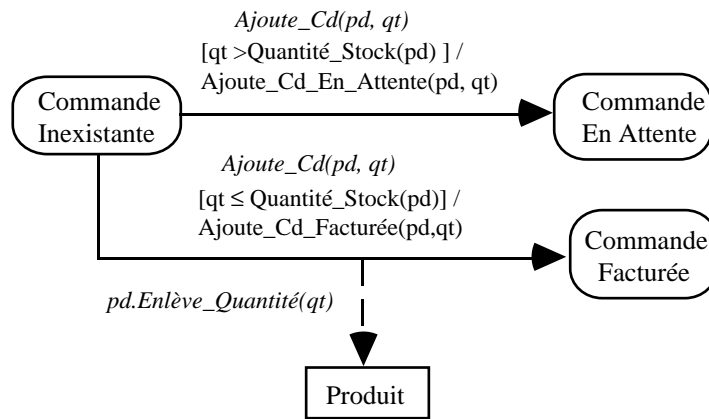 Ajoute_Cd(pd, qt)
[qt >Quantité_Stock(pd) ] /
Ajoute_Cd_En_Attente(pd, qt)
Commande
Inexistante
Commande
En Attente
Ajoute_Cd(pd, qt)
[qt ≤ Quantité_Stock(pd)] /
Ajoute_Cd_Facturée(pd,qt)
Commande
Facturée
pd.Enlève_Quantité(qt)
Produit